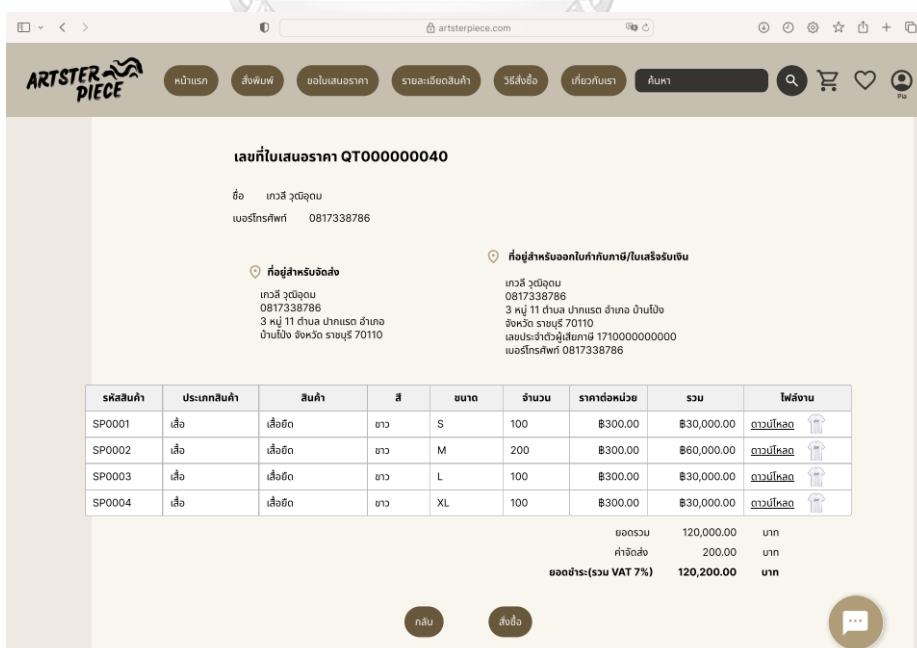 artsterpiece.com
ARTSTER PIECE
หน้าแรก สั่งพิมพ์ ขอใบเสนอราคา รายละเอียดสินค้า วิธีสั่งซื้อ เกี่ยวกับเรา ค้นหา
Pia
เลขที่ใบเสนอราคา QT000000040
ชื่อ เกวลี วุฒิอุดม
เบอร์โทรศัพท์ 0817338786
ที่อยู่สำหรับจัดส่ง
เกวลี วุฒิอุดม
0817338786
3 หมู่ 11 ตำบล ปากแรต อำเภอ
บ้านโป่ง จังหวัด ราชบุรี 70110
ที่อยู่สำหรับออกใบกำกับภาษี/ใบเสร็จรับเงิน
เกวลี วุฒิอุดม
0817338786
3 หมู่ 11 ตำบล ปากแรต อำเภอ บ้านโป่ง
จังหวัด ราชบุรี 70110
เลขประจำตัวผู้เสียภาษี 1710000000000
เบอร์โทรศัพท์ 0817338786
รหัสสินค้า ประเภทสินค้า สินค้า สี ขนาด จำนวน ราคาต่อหน่วย รวม ไฟล์งาน
SP0001 เสื้อ เสื้อยืด ขาว S 100 ฿300.00 ฿30,000.00 ดาวน์โหลด
SP0002 เสื้อ เสื้อยืด ขาว M 200 ฿300.00 ฿60,000.00 ดาวน์โหลด
SP0003 เสื้อ เสื้อยืด ขาว L 100 ฿300.00 ฿30,000.00 ดาวน์โหลด
SP0004 เสื้อ เสื้อยืด ขาว XL 100 ฿300.00 ฿30,000.00 ดาวน์โหลด
ยอดรวม 120,000.00 บาท
ค่าจัดส่ง 200.00 บาท
ยอดชำระ(รวม VAT 7%) 120,200.00 บาท
กลับ สั่งซื้อ